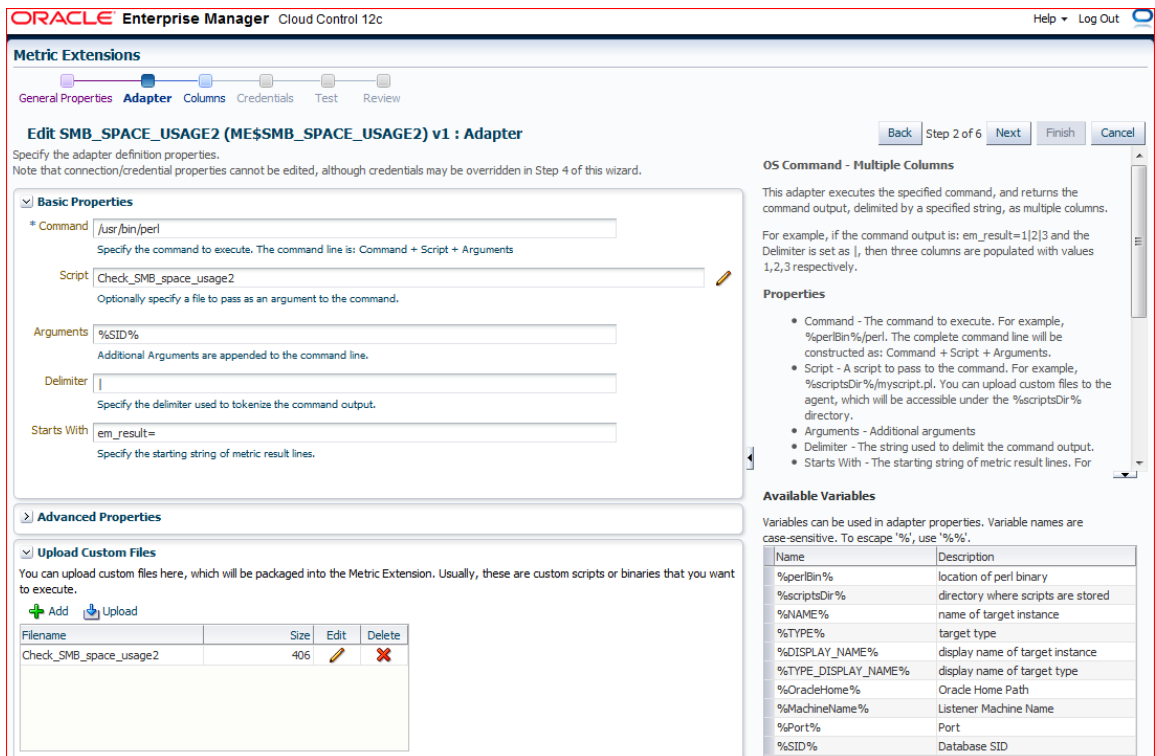 ORACLE Enterprise Manager Cloud Control 12c
Help Log Out
Metric Extensions
General Properties Adapter Columns Credentials Test Review
Edit SMB_SPACE_USAGE2 (ME$SMB_SPACE_USAGE2) v1 : Adapter
Back Step 2 of 6 Next Finish Cancel
Specify the adapter definition properties.
Note that connection/credential properties cannot be edited, although credentials may be overridden in Step 4 of this wizard.
Basic Properties
* Command /usr/bin/perl
Specify the command to execute. The command line is: Command + Script + Arguments
Script Check_SMB_space_usage2
Optionally specify a file to pass as an argument to the command.
Arguments %SID%
Additional Arguments are appended to the command line.
Delimiter |
Specify the delimiter used to tokenize the command output.
Starts With em_result=
Specify the starting string of metric result lines.
Advanced Properties
Upload Custom Files
You can upload custom files here, which will be packaged into the Metric Extension. Usually, these are custom scripts or binaries that you want
to execute.
Add Upload
Filename Size Edit Delete
Check_SMB_space_usage2 406
OS Command - Multiple Columns
This adapter executes the specified command, and returns the
command output, delimited by a specified string, as multiple columns.
For example, if the command output is: em_result=1|2|3 and the
Delimiter is set as |, then three columns are populated with values
1,2,3 respectively.
Properties
• Command - The command to execute. For example,
%perlBin%/perl. The complete command line will be
constructed as: Command + Script + Arguments.
• Script - A script to pass to the command. For example,
%scriptsDir%/myscript.pl. You can upload custom files to the
agent, which will be accessible under the %scriptsDir%
directory.
• Arguments - Additional arguments
• Delimiter - The string used to delimit the command output.
• Starts With - The starting string of metric result lines. For
Available Variables
Variables can be used in adapter properties. Variable names are
case-sensitive. To escape '%', use '%%'.
Name Description
%perlBin% location of perl binary
%scriptsDir% directory where scripts are stored
%NAME% name of target instance
%TYPE% target type
%DISPLAY_NAME% display name of target instance
%TYPE_DISPLAY_NAME% display name of target type
%OracleHome% Oracle Home Path
%MachineName% Listener Machine Name
%Port% Port
%SID% Database SID